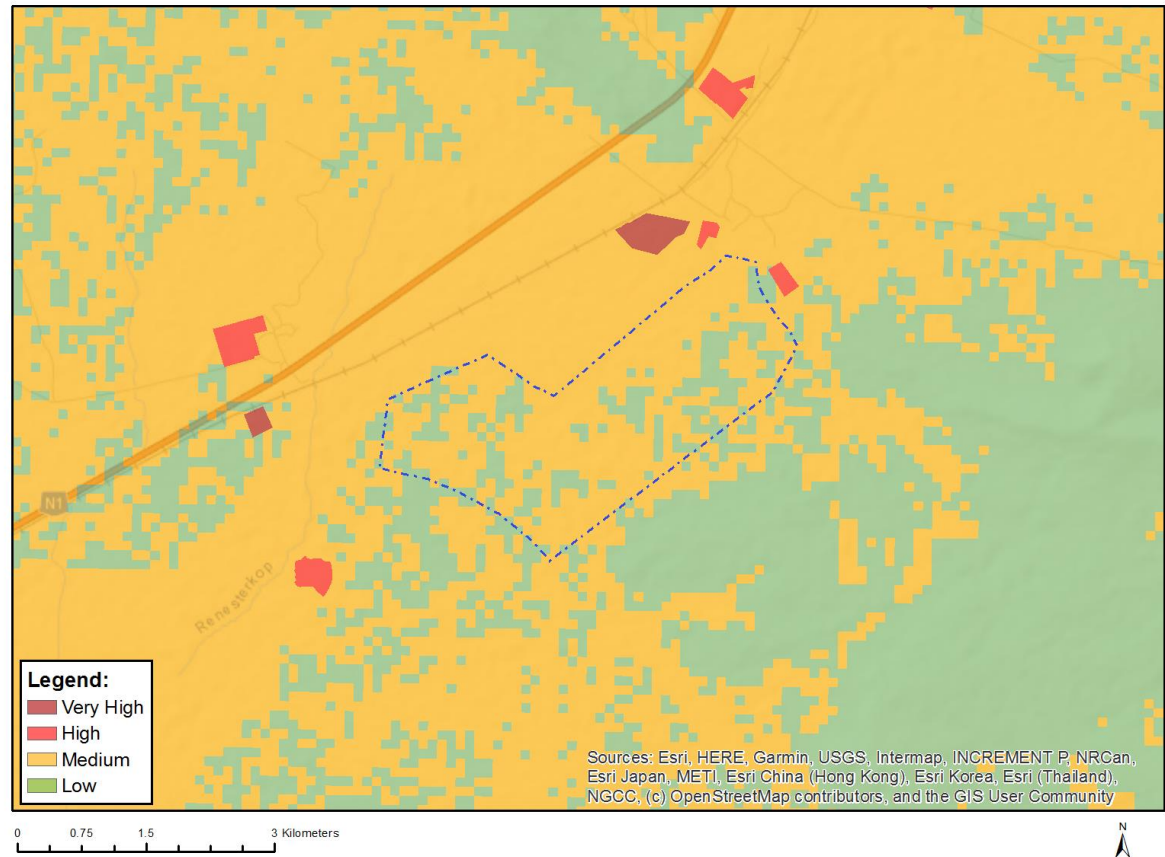 N1
Renesterkop
Legend:
Very High
High
Medium
Low
Sources: Esri, HERE, Garmin, USGS, Intermap, INCREMENT P, NRCan,
Esri Japan, METI, Esri China (Hong Kong), Esri Korea, Esri (Thailand),
NGCC, (c) OpenStreetMap contributors, and the GIS User Community
0 0.75 1.5 3 Kilometers
N